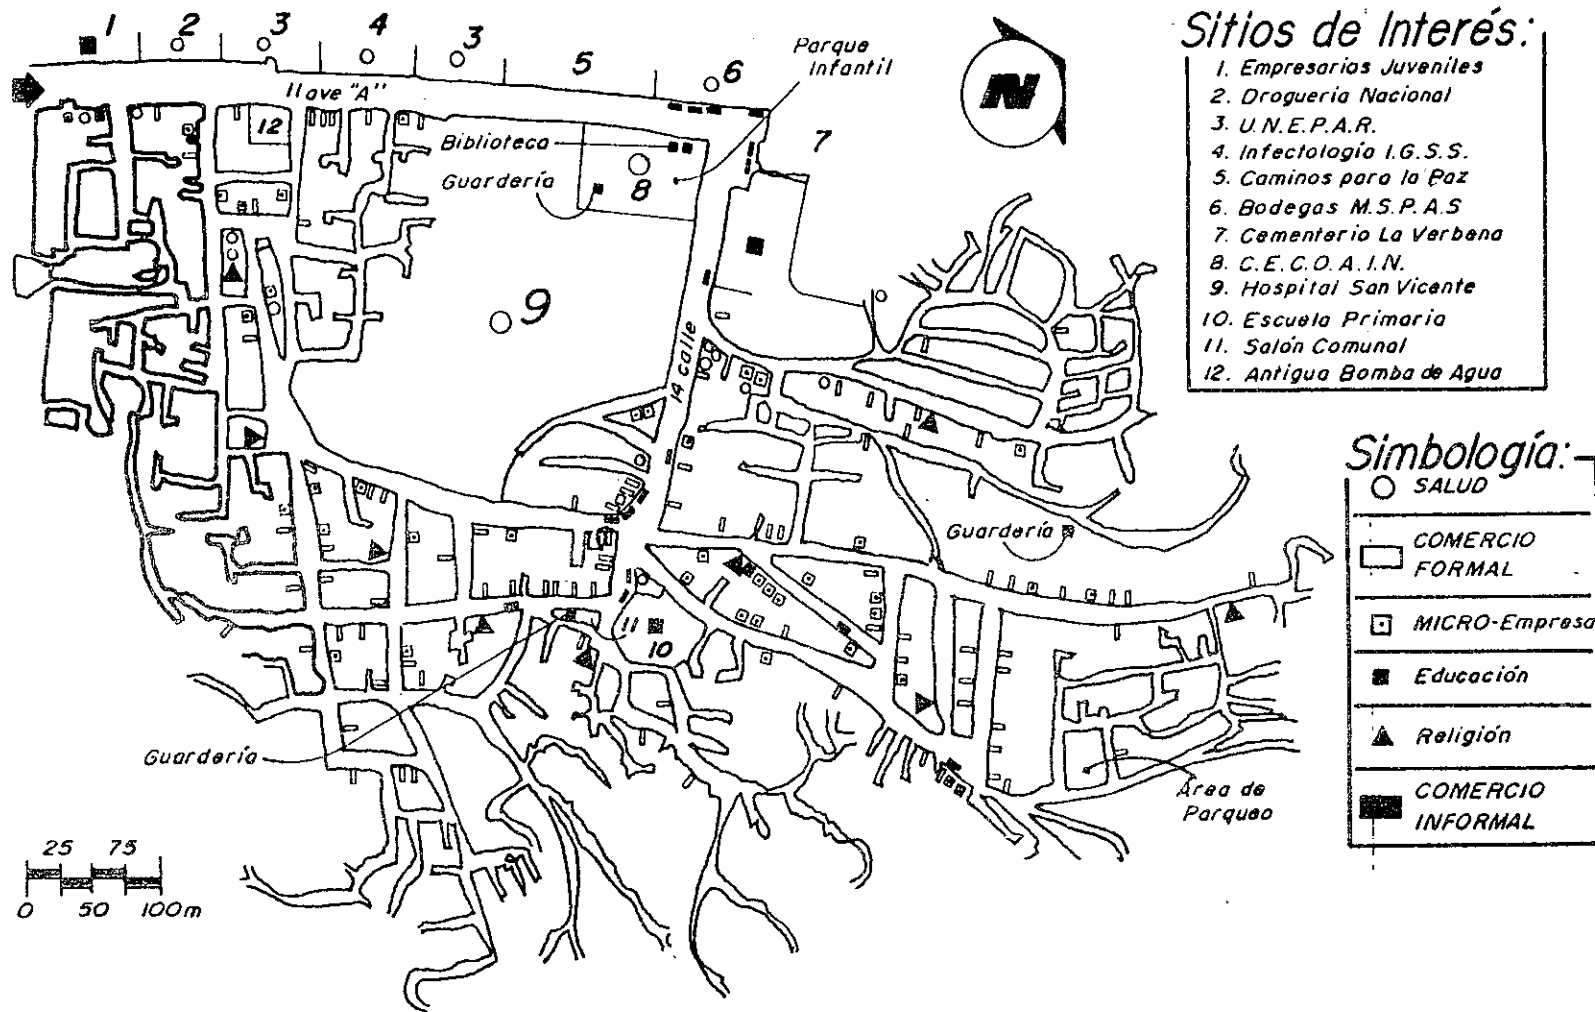 1
2
3
4
3
5
6
Parque
Infantil
11 ave "A"
12
Biblioteca
Guardería
8
7
N
9
14 calle
Guardería
11
10
Guardería
Area de
Parqueo
25 75
0 50 100m
Sitios de Interés:
1. Empresarios Juveniles
2. Droguería Nacional
3. U.N.E.P.A.R.
4. Infectología I.G.S.S.
5. Caminos para la Paz
6. Bodegas M.S.P.A.S
7. Cementerio La Verbena
8. C.E.C.O.A.I.N.
9. Hospital San Vicente
10. Escuela Primaria
11. Salón Comunal
12. Antigua Bomba de Agua
Simbología:
SALUD
COMERCIO
FORMAL
MICRO-Empresa
Educación
Religión
COMERCIO
INFORMAL